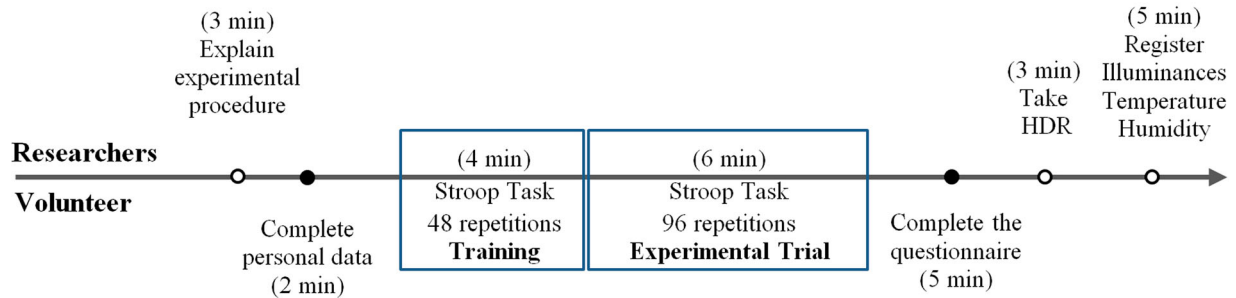 (3 min)
Explain
experimental
procedure
(3 min)
Take
HDR
(5 min)
Register
Illuminances
Temperature
Humidity
Researchers
Volunteer
Complete
personal data
(2 min)
(4 min)
Stroop Task
48 repetitions
Training
(6 min)
Stroop Task
96 repetitions
Experimental Trial
Complete the
questionnaire
(5 min)